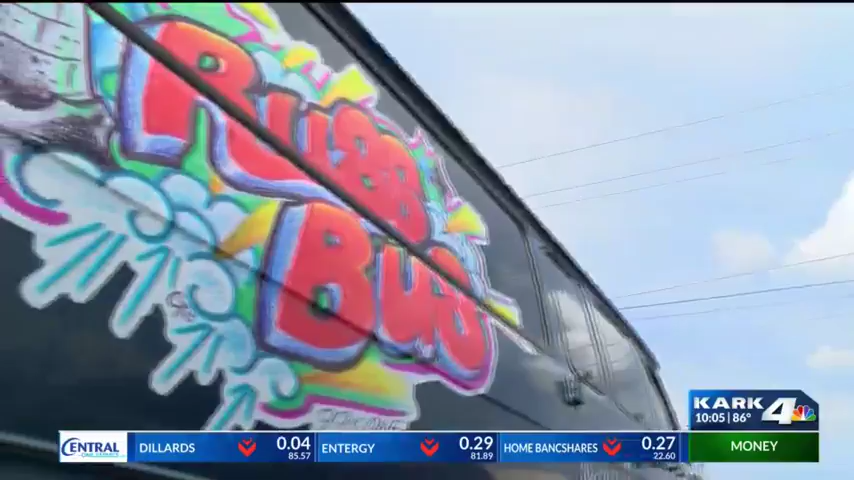 Russ
Bus
KARK 4
10:05 | 86°
CENTRAL
DILLARDS 0.04 85.57
ENTERGY 0.29 81.89
HOME BANCSHARES 0.27 22.60
MONEY